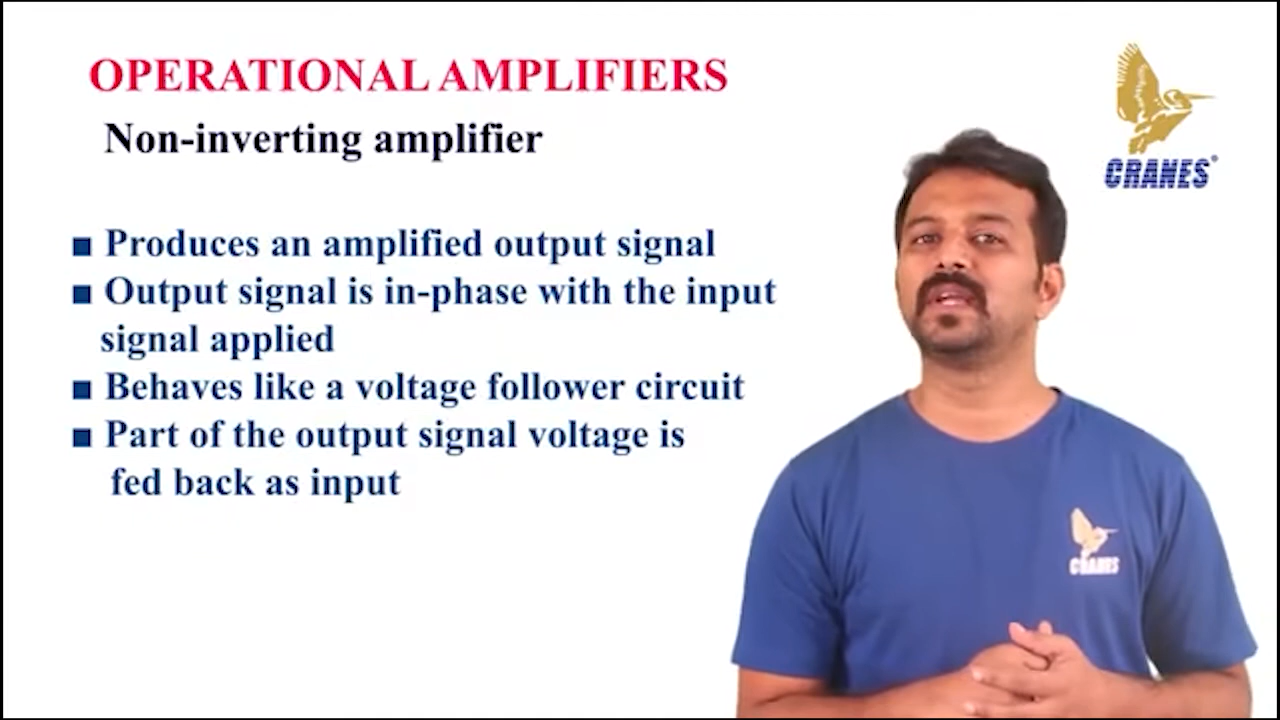 OPERATIONAL AMPLIFIERS
Non-inverting amplifier
CRANES®
■ Produces an amplified output signal
■ Output signal is in-phase with the input
signal applied
■ Behaves like a voltage follower circuit
■ Part of the output signal voltage is
fed back as input
CRANES